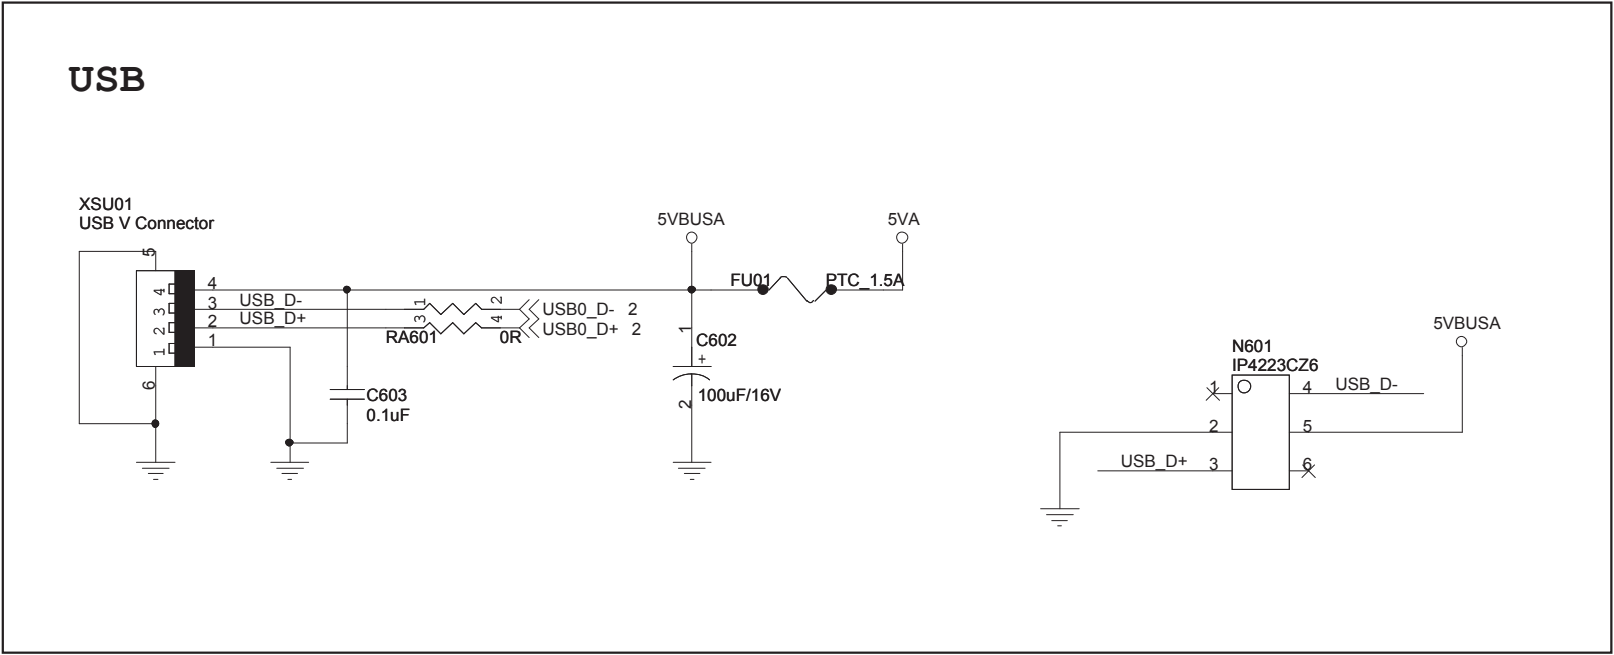 USB
XSU01
USB V Connector
5
4
3
2
1
6
4
3
2
1
USB_D-
USB_D+
1
2
3
4
RA601
0R
USB0_D- 2
USB0_D+ 2
C603
0.1uF
5VBUSA
FU01
PTC_1.5A
5VA
1
C602
+
100uF/16V
2
N601
IP4223CZ6
1
2
USB_D+ 3
4 USB_D-
5
6
5VBUSA